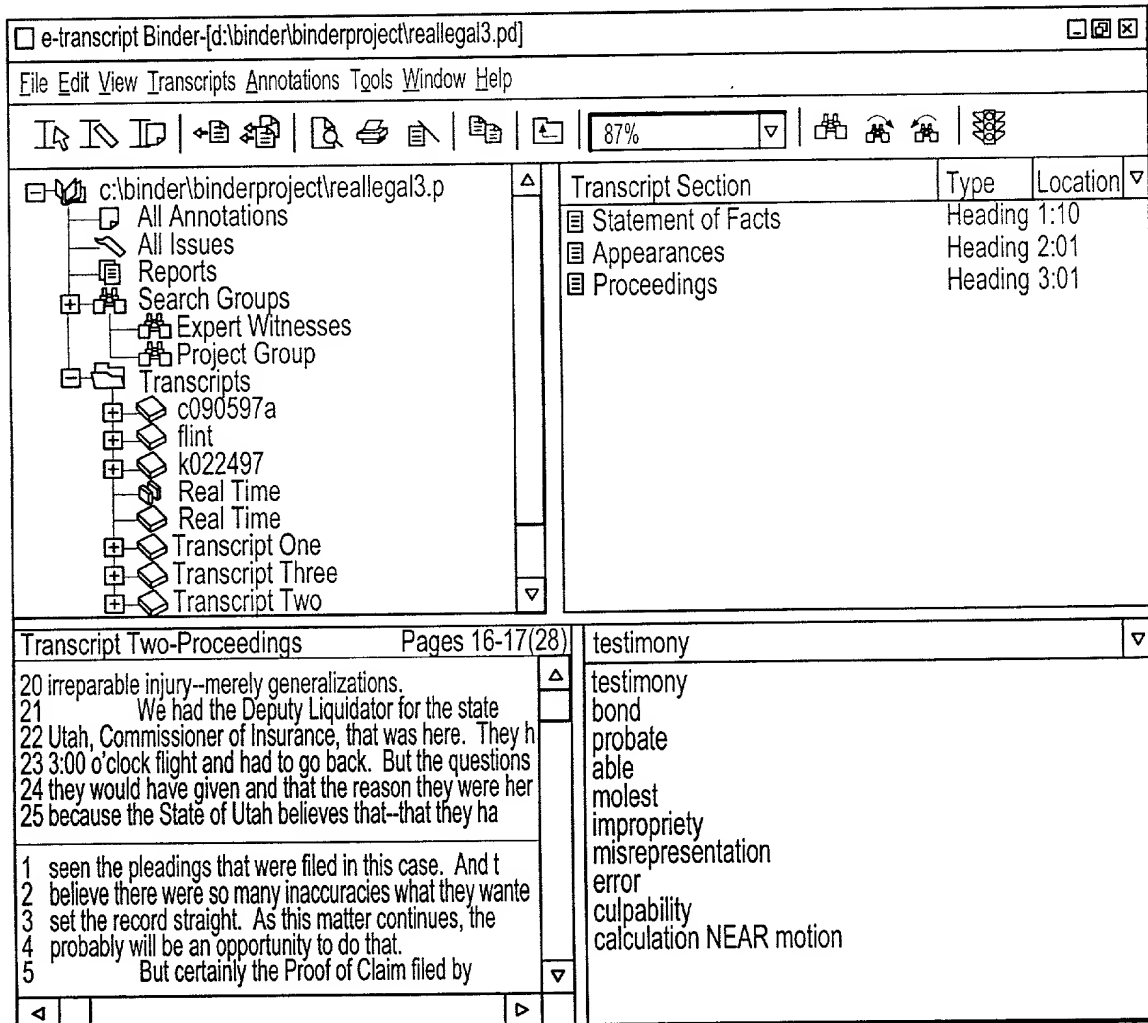 e-transcript Binder-[d:\binder\binderproject\reallegal3.pd]
File Edit View Transcripts Annotations Tools Window Help
87%
c:\binder\binderproject\reallegal3.p
All Annotations
All Issues
Reports
Search Groups
Expert Witnesses
Project Group
Transcripts
c090597a
flint
k022497
Real Time
Real Time
Transcript One
Transcript Three
Transcript Two
Transcript Section Type Location
Statement of Facts Heading 1:10
Appearances Heading 2:01
Proceedings Heading 3:01
Transcript Two-Proceedings Pages 16-17(28)
20 irreparable injury--merely generalizations.
21 We had the Deputy Liquidator for the state
22 Utah, Commissioner of Insurance, that was here. They h
23 3:00 o'clock flight and had to go back. But the questions
24 they would have given and that the reason they were her
25 because the State of Utah believes that--that they ha
1 seen the pleadings that were filed in this case. And t
2 believe there were so many inaccuracies what they wante
3 set the record straight. As this matter continues, the
4 probably will be an opportunity to do that.
5 But certainly the Proof of Claim filed by
testimony
testimony
bond
probate
able
molest
impropriety
misrepresentation
error
culpability
calculation NEAR motion